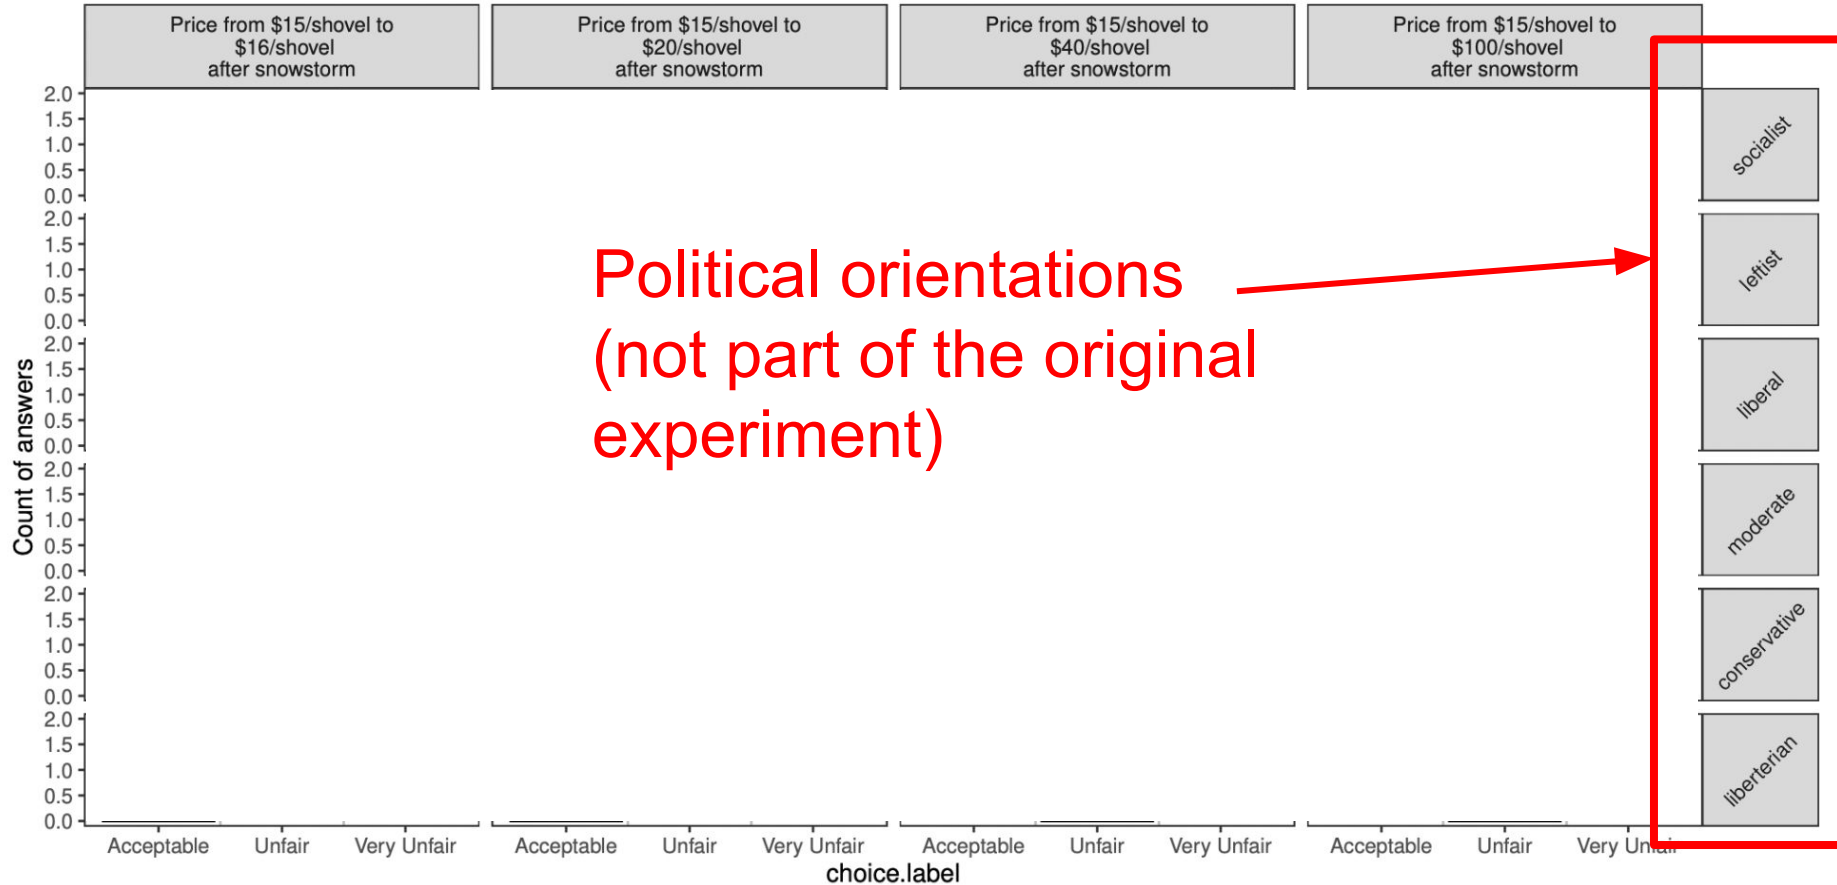 Price from $15/shovel to
$16/shovel
after snowstorm
Price from $15/shovel to
$20/shovel
after snowstorm
Price from $15/shovel to
$40/shovel
after snowstorm
Price from $15/shovel to
$100/shovel
after snowstorm
2.0
1.5
1.0
0.5
0.0
socialist
2.0
1.5
1.0
0.5
0.0
leftist
2.0
1.5
1.0
0.5
0.0
liberal
2.0
1.5
1.0
0.5
0.0
moderate
2.0
1.5
1.0
0.5
0.0
conservative
2.0
1.5
1.0
0.5
0.0
liberterian
Count of answers
Political orientations
(not part of the original
experiment)
Acceptable Unfair Very Unfair
Acceptable Unfair Very Unfair
Acceptable Unfair Very Unfair
Acceptable Unfair Very Unfair
choice.label